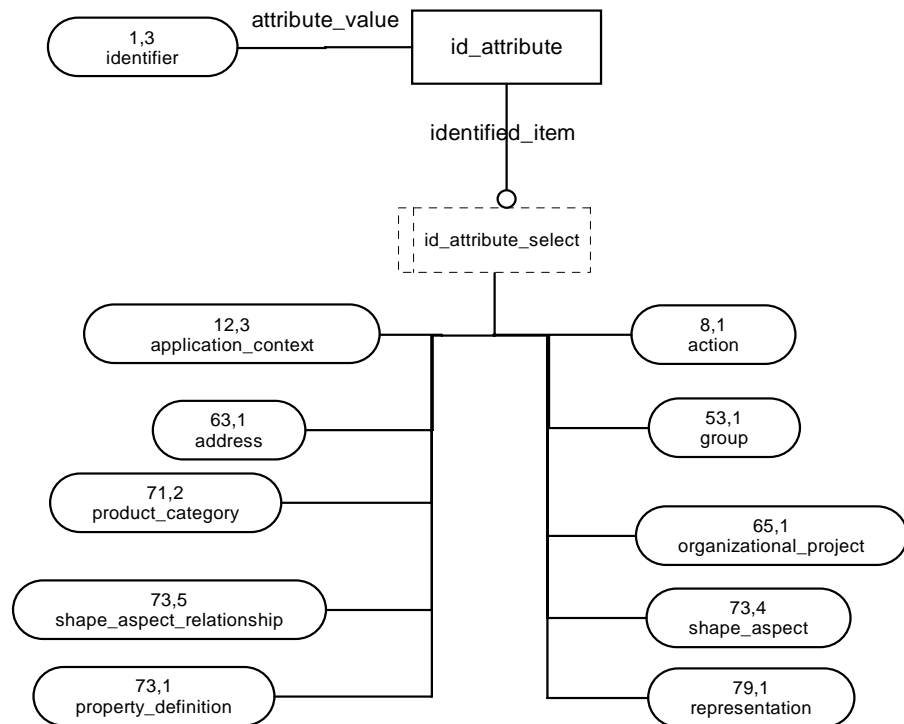 attribute_value
1,3
identifier
id_attribute
identified_item
id_attribute_select
12,3
application_context
8,1
action
63,1
address
53,1
group
71,2
product_category
65,1
organizational_project
73,5
shape_aspect_relationship
73,4
shape_aspect
73,1
property_definition
79,1
representation